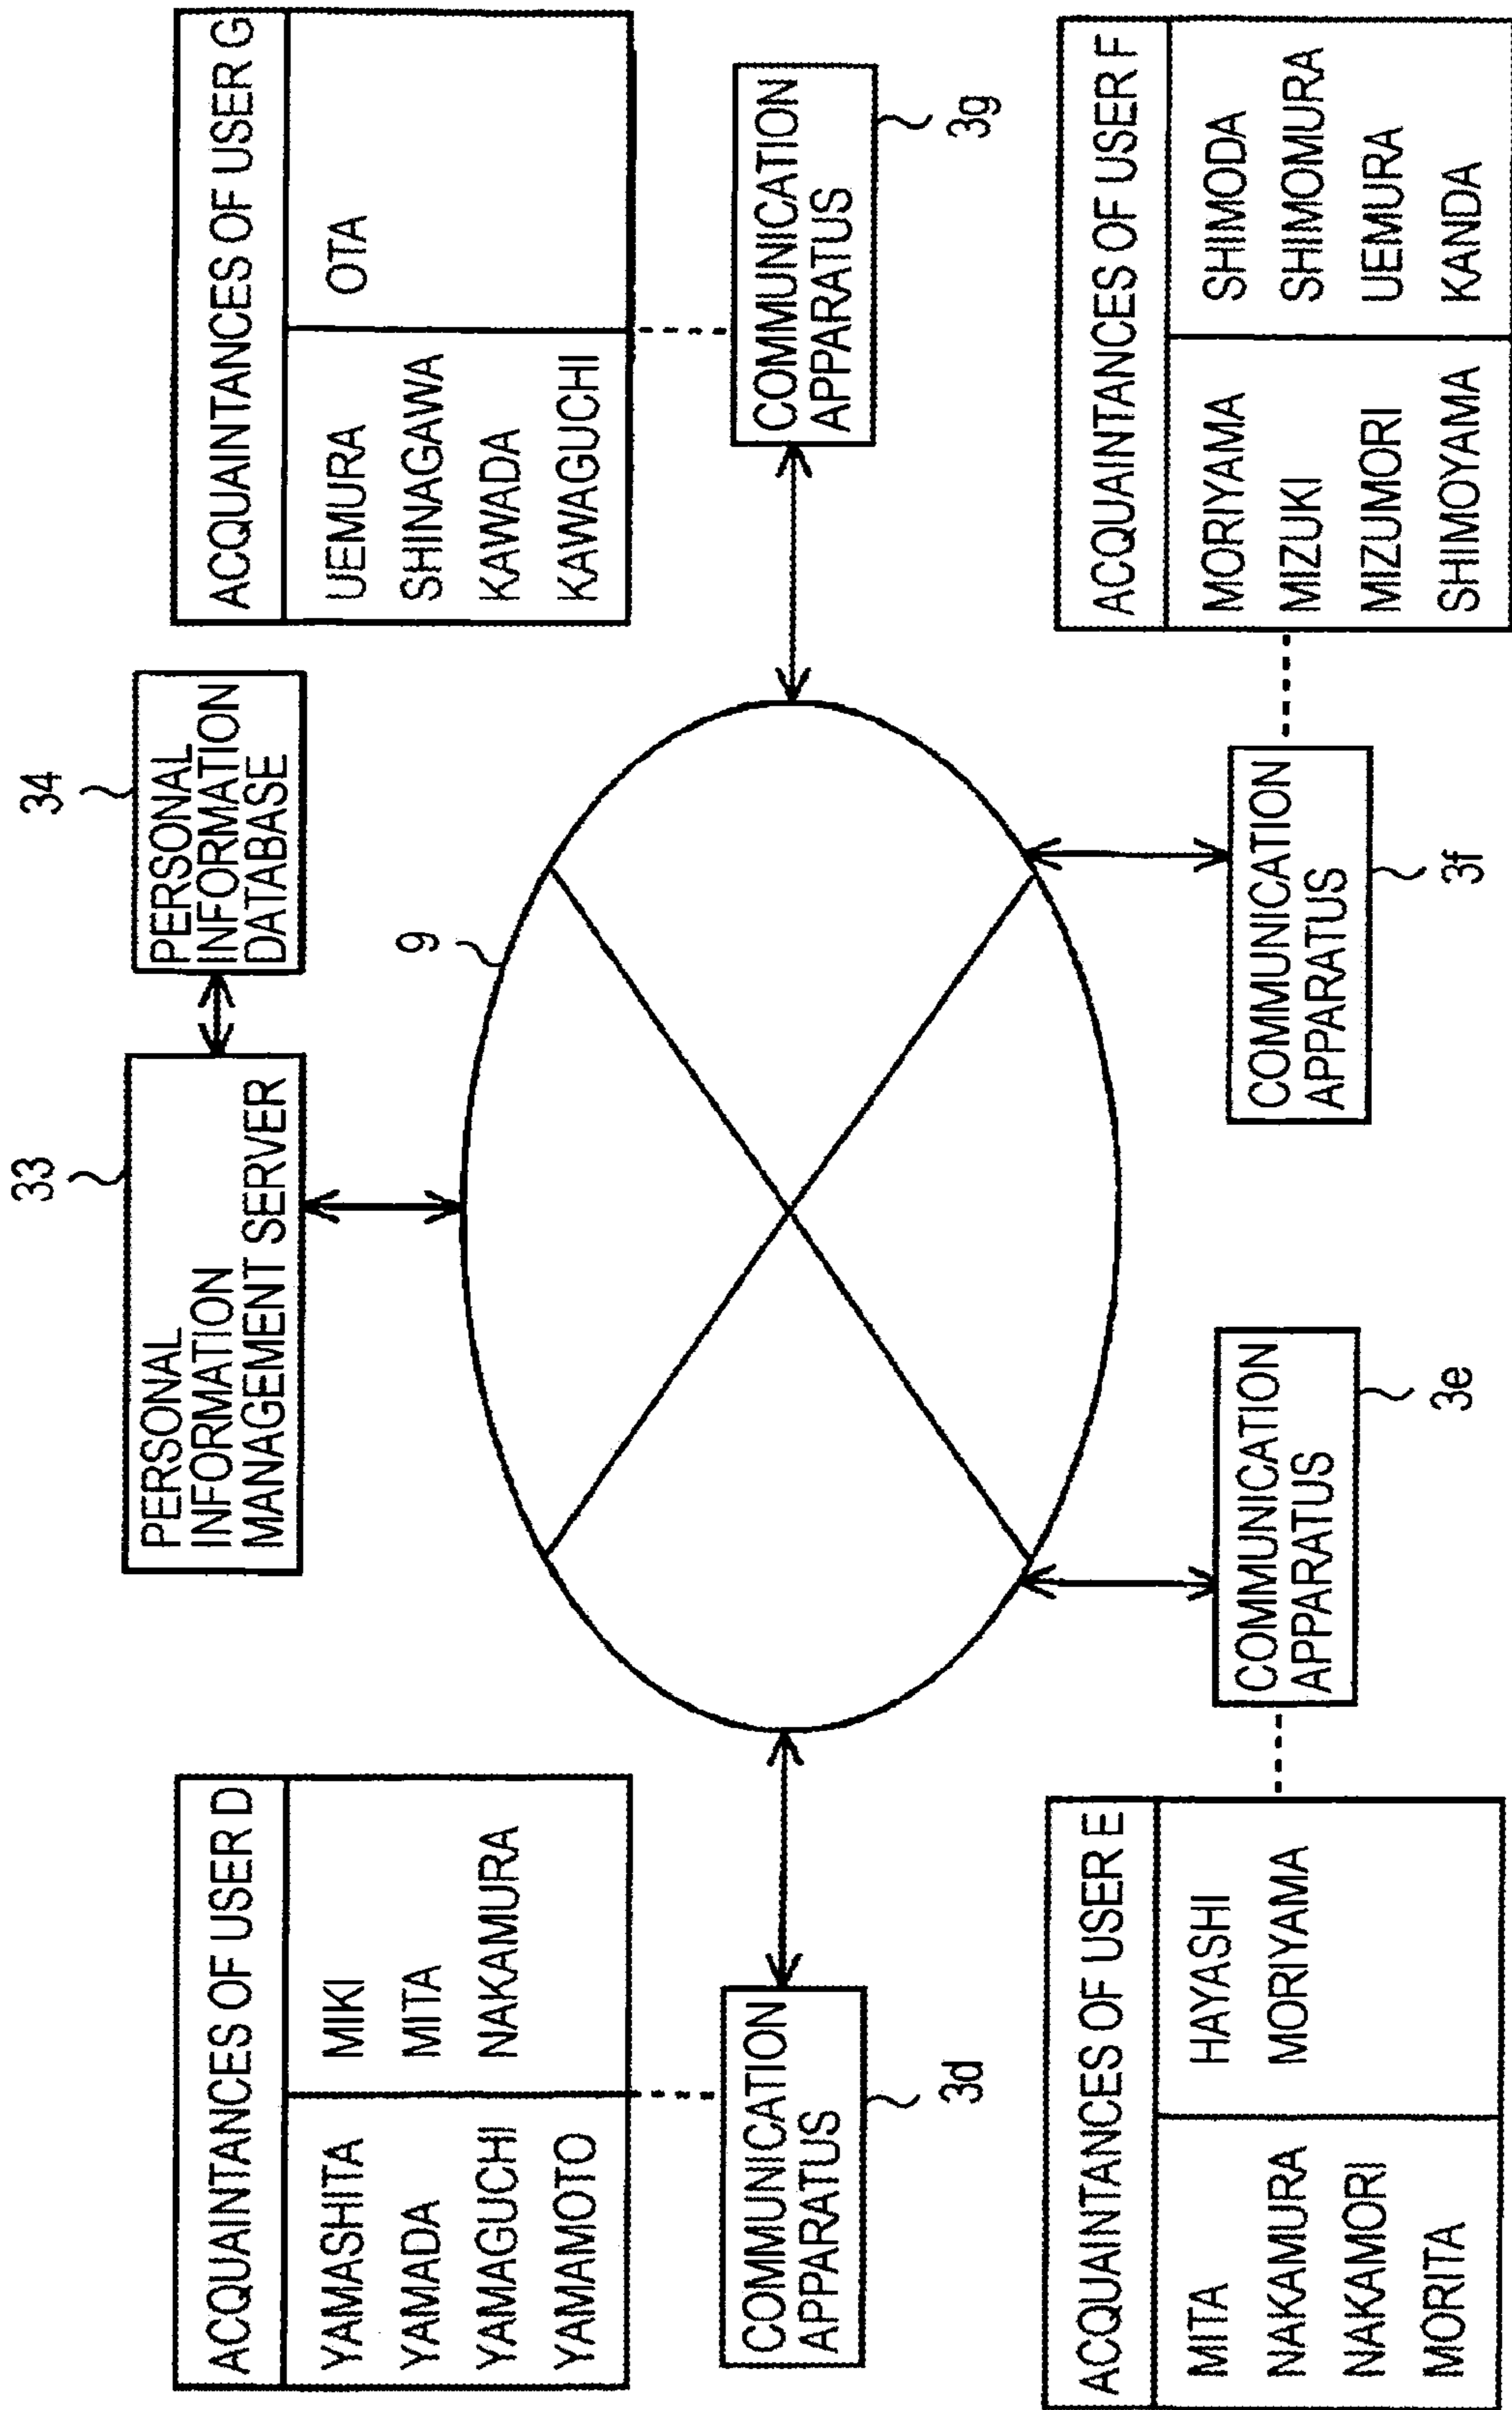 33
34
PERSONAL
INFORMATION
MANAGEMENT SERVER
PERSONAL
INFORMATION
DATABASE
9
ACQUAINTANCES OF USER D
YAMASHITA MIKI
YAMADA MITA
YAMAGUCHI NAKAMURA
YAMAMOTO
COMMUNICATION
APPARATUS
3d
ACQUAINTANCES OF USER G
UEMURA OTA
SHINAGAWA
KAWADA
KAWAGUCHI
COMMUNICATION
APPARATUS
3g
ACQUAINTANCES OF USER E
MITA HAYASHI
NAKAMURA MORIYAMA
NAKAMORI
MORITA
COMMUNICATION
APPARATUS
3e
COMMUNICATION
APPARATUS
3f
ACQUAINTANCES OF USER F
MORIYAMA SHIMODA
MIZUKI SHIMOMURA
MIZUMORI UEMURA
SHIMOYAMA KANDA